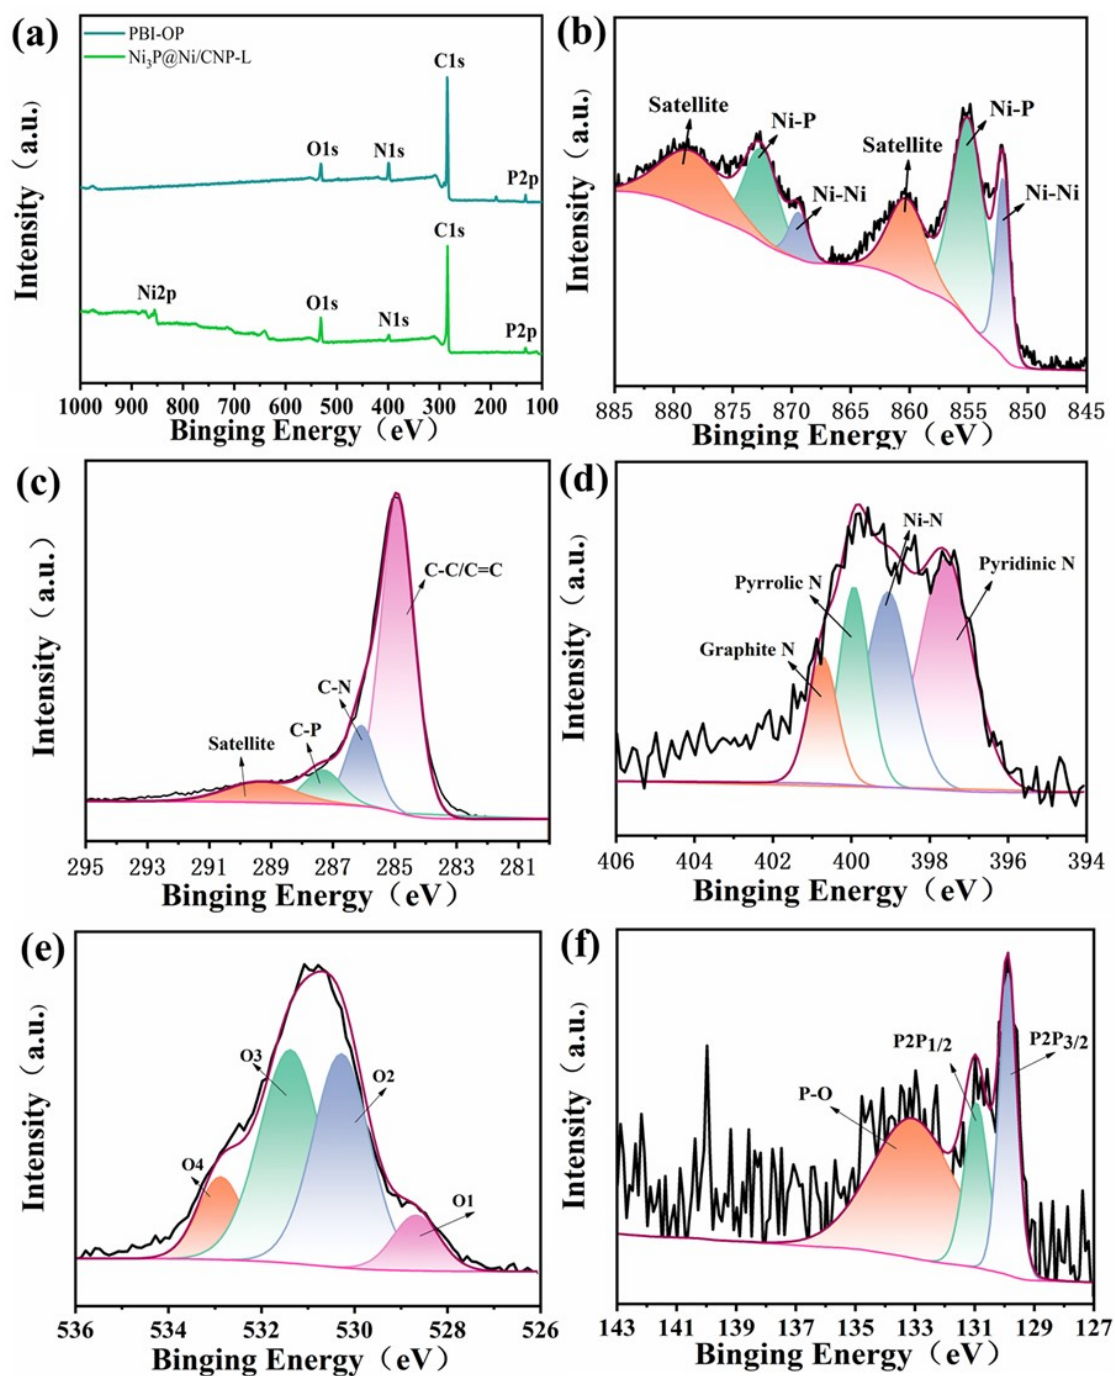 (a)
PBI-OP
Ni₃P@Ni/CNP-L
C1s
O1s
N1s
P2p
C1s
Ni2p
O1s
N1s
P2p
Intensity (a.u.)
1000 900 800 700 600 500 400 300 200 100
Binging Energy (eV)
(b)
Satellite
Ni-P
Ni-Ni
Satellite
Ni-P
Ni-Ni
Intensity (a.u.)
885 880 875 870 865 860 855 850 845
Binging Energy (eV)
(c)
C-C/C=C
C-N
C-P
Satellite
Intensity (a.u.)
295 293 291 289 287 285 283 281
Binging Energy (eV)
(d)
Ni-N
Pyrrolic N
Pyridinic N
Graphite N
Intensity (a.u.)
406 404 402 400 398 396 394
Binging Energy (eV)
(e)
O3
O2
O4
O1
Intensity (a.u.)
536 534 532 530 528 526
Binging Energy (eV)
(f)
P2P₁/₂
P2P₃/₂
P-O
Intensity (a.u.)
143 141 139 137 135 133 131 129 127
Binging Energy (eV)